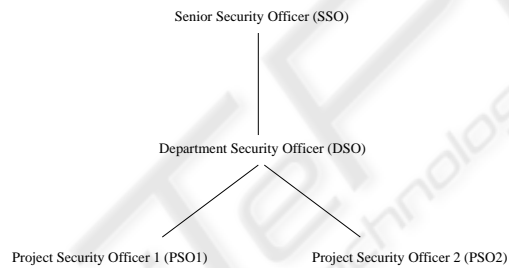 Senior Security Officer (SSO)
Department Security Officer (DSO)
Project Security Officer 1 (PSO1)
Project Security Officer 2 (PSO2)